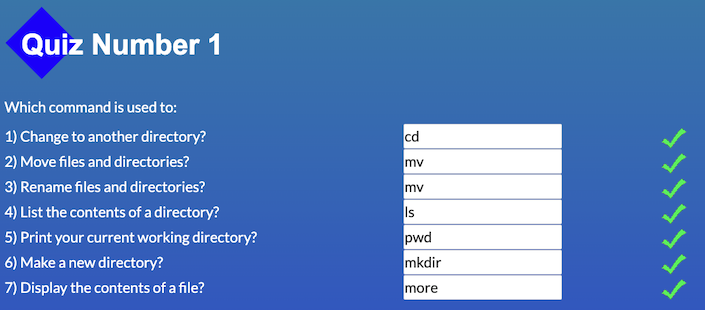 Quiz Number 1
Which command is used to:
1) Change to another directory? cd
2) Move files and directories? mv
3) Rename files and directories? mv
4) List the contents of a directory? ls
5) Print your current working directory? pwd
6) Make a new directory? mkdir
7) Display the contents of a file? more